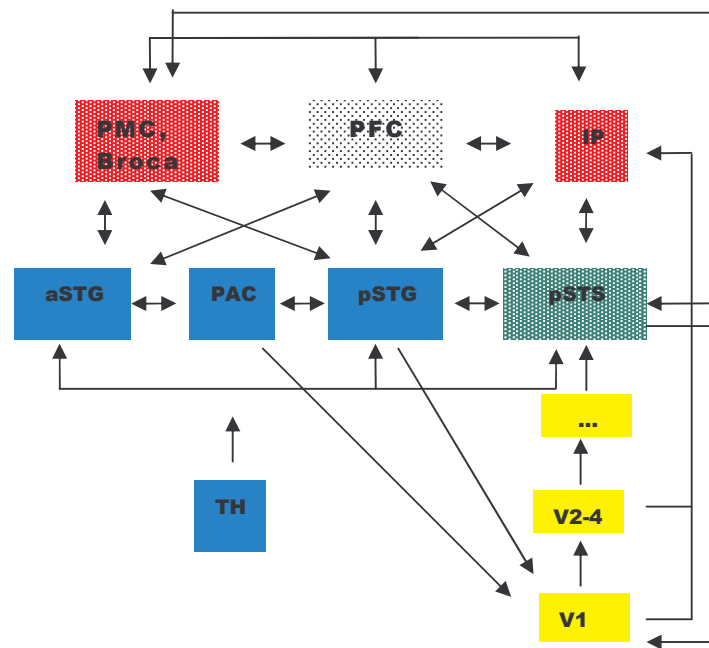 PMC,
Broca
PFC
IP
aSTG
PAC
pSTG
pSTS
...
TH
V2-4
V1